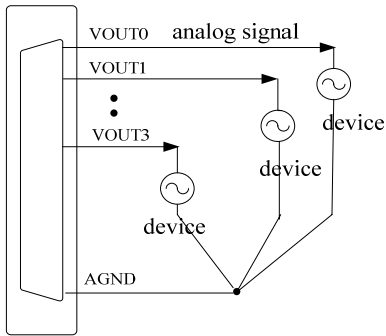 VOUT0 analog signal
VOUT1
device
VOUT3
device
device
AGND